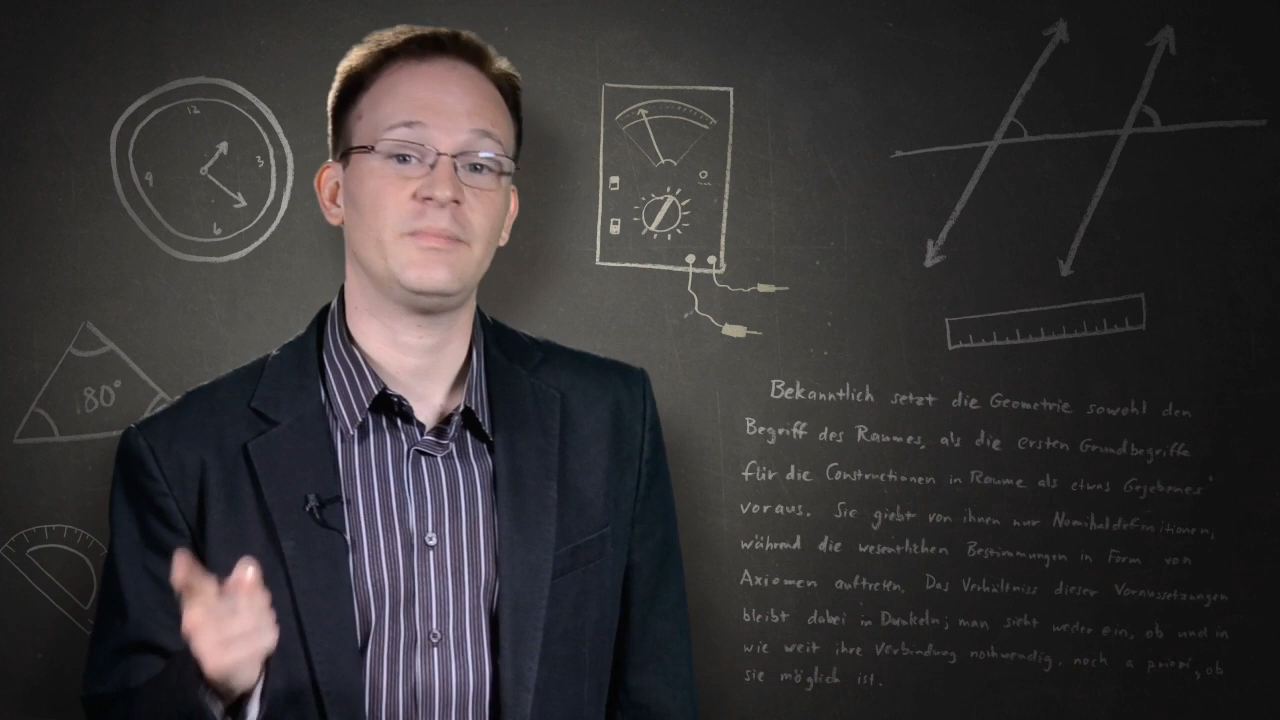 12
3
9
6
180°
Bekanntlich setzt die Geometrie sowohl den
Begriff des Raumes, als die ersten Grundbegriffe
für die Constructionen in Raume als etwas Gegebenes
voraus. Sie giebt von ihnen nur Nominaldefinitionen,
während die wesentlichen Bestimmungen in Form von
Axiomen auftreten. Das Verhältniss dieser Voraussetzungen
bleibt dabei in Dunkeln; man sieht weder ein, ob und in
wie weit ihre Verbindung nothwendig, noch a priori, ob
sie möglich ist.